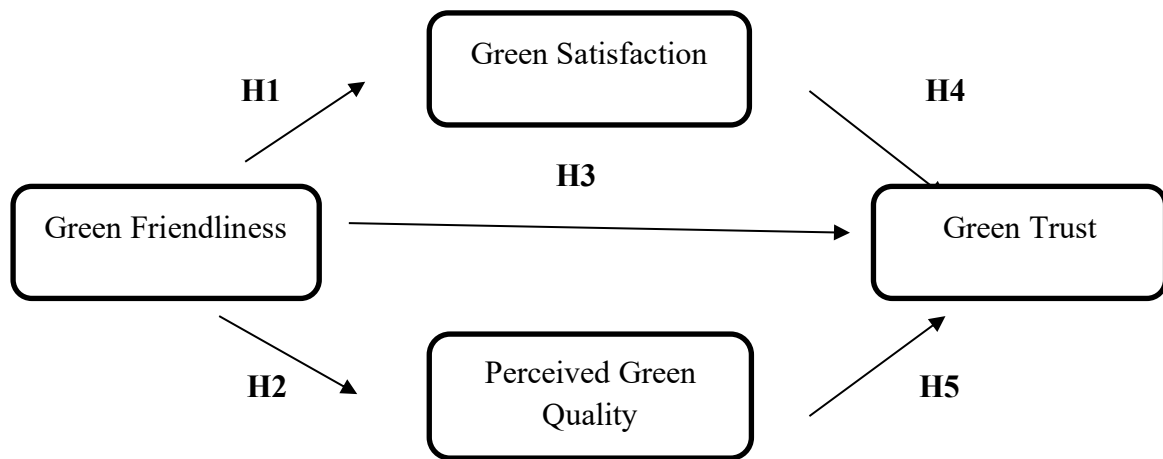 Green Satisfaction
H1
H4
H3
Green Friendliness
Green Trust
H2
Perceived Green
Quality
H5